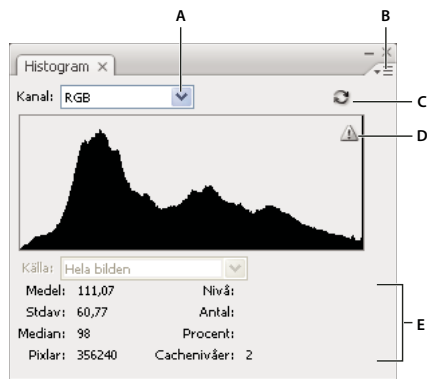 A B
Histogram ×
Kanal: RGB
C
D
Källa: Hela bilden
Medel: 111,07 Nivå:
Stdav: 60,77 Antal:
E
Median: 98 Procent:
Pixlar: 356240 Cachenivåer: 2